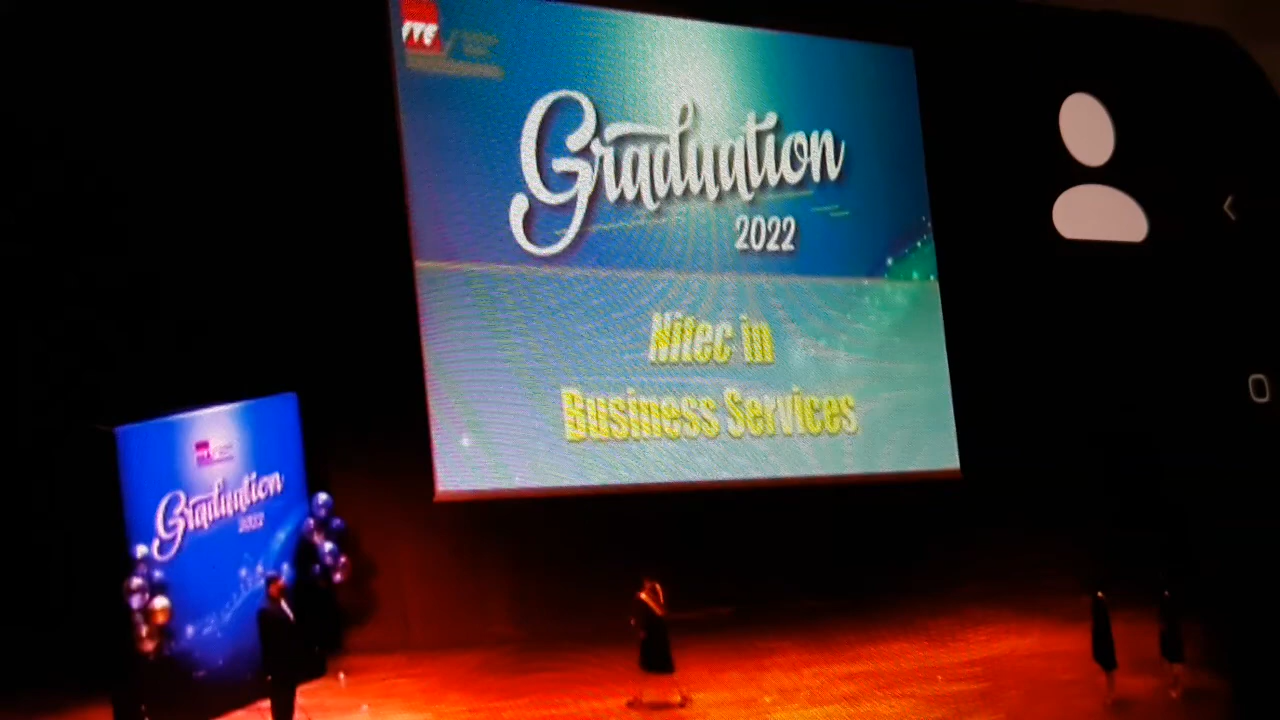 Graduation
2022
Nitec in
Business Services
Graduation
2022